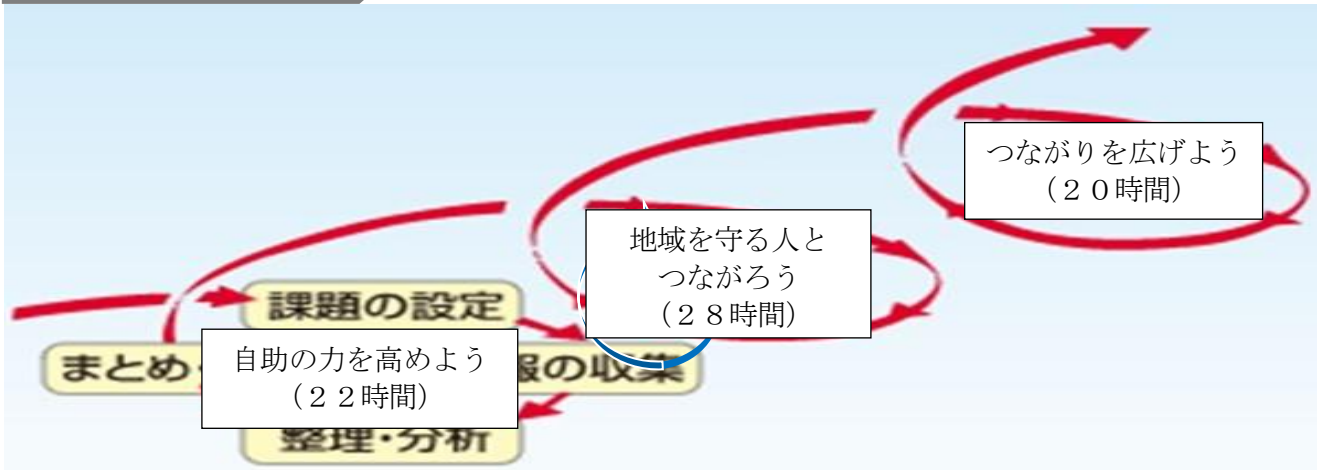 つながりを広げよう
（２０時間）
地域を守る人と
つながろう
（２８時間）
課題の設定
自助の力を高めよう
（２２時間）
まとめ・
報の収集
整理・分析